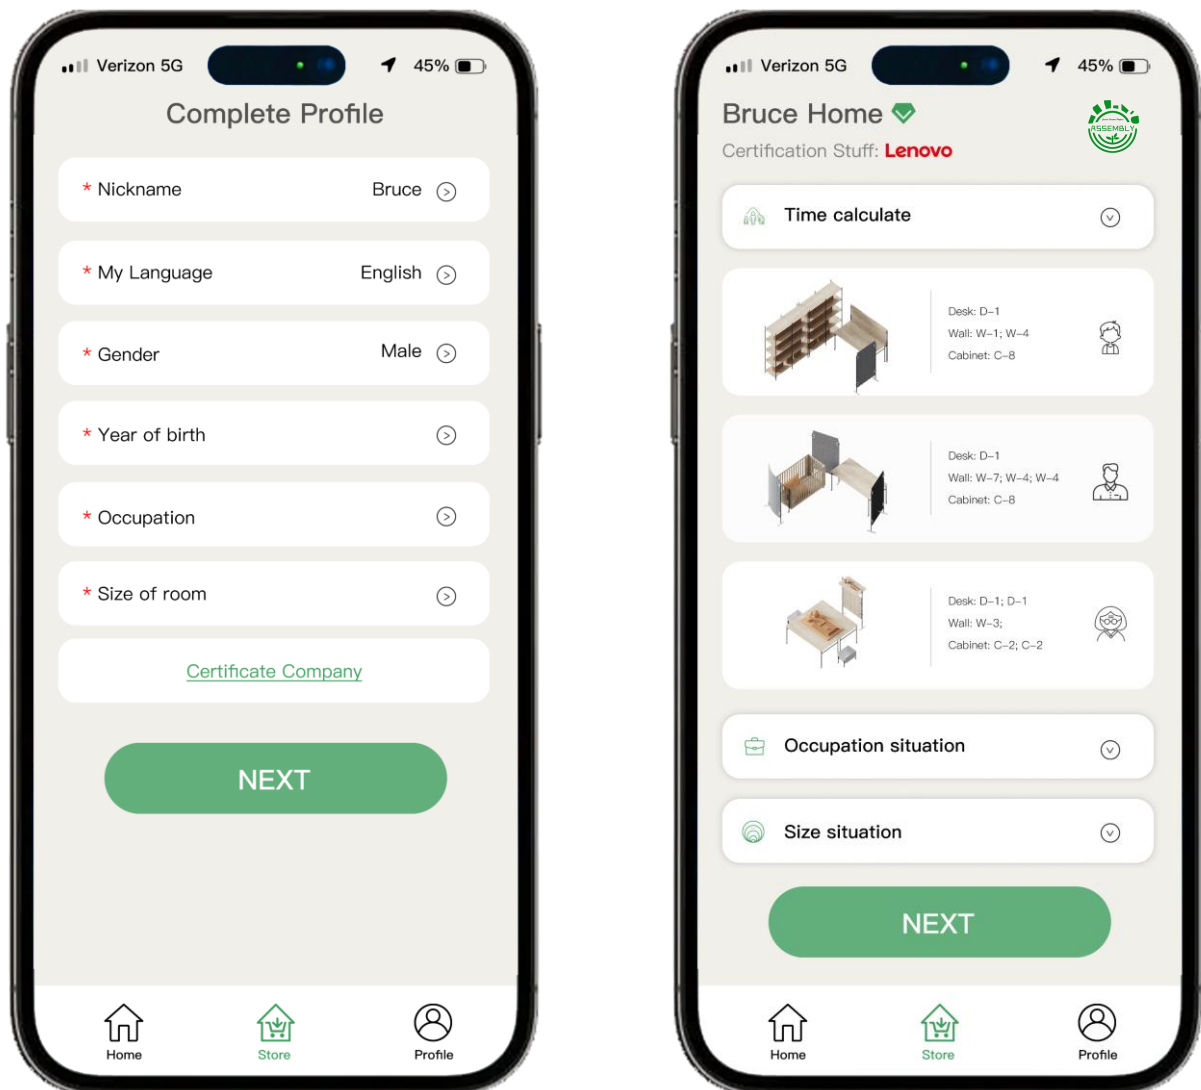 Verizon 5G
45%
Complete Profile
* Nickname Bruce
* My Language English
* Gender Male
* Year of birth
* Occupation
* Size of room
Certificate Company
NEXT
Home Store Profile
Verizon 5G
45%
Bruce Home
ASSEMBLY
Certification Stuff: Lenovo
Time calculate
Desk: D-1
Wall: W-1; W-4
Cabinet: C-8
Desk: D-1
Wall: W-7; W-4; W-4
Cabinet: C-8
Desk: D-1; D-1
Wall: W-3;
Cabinet: C-2; C-2
Occupation situation
Size situation
NEXT
Home Store Profile